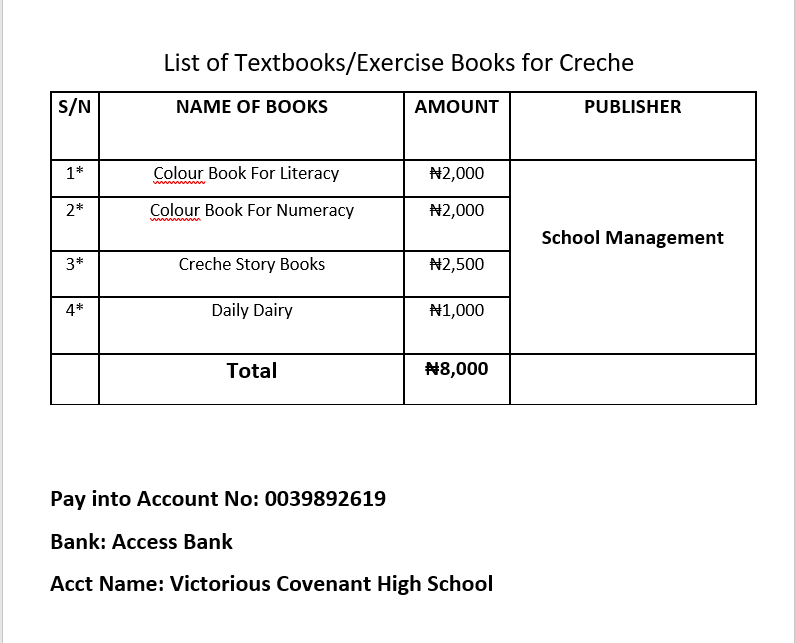 List of Textbooks/Exercise Books for Creche
S/N NAME OF BOOKS AMOUNT PUBLISHER
1* Colour Book For Literacy ₦2,000
2* Colour Book For Numeracy ₦2,000
School Management
3* Creche Story Books ₦2,500
4* Daily Dairy ₦1,000
Total ₦8,000
Pay into Account No: 0039892619
Bank: Access Bank
Acct Name: Victorious Covenant High School